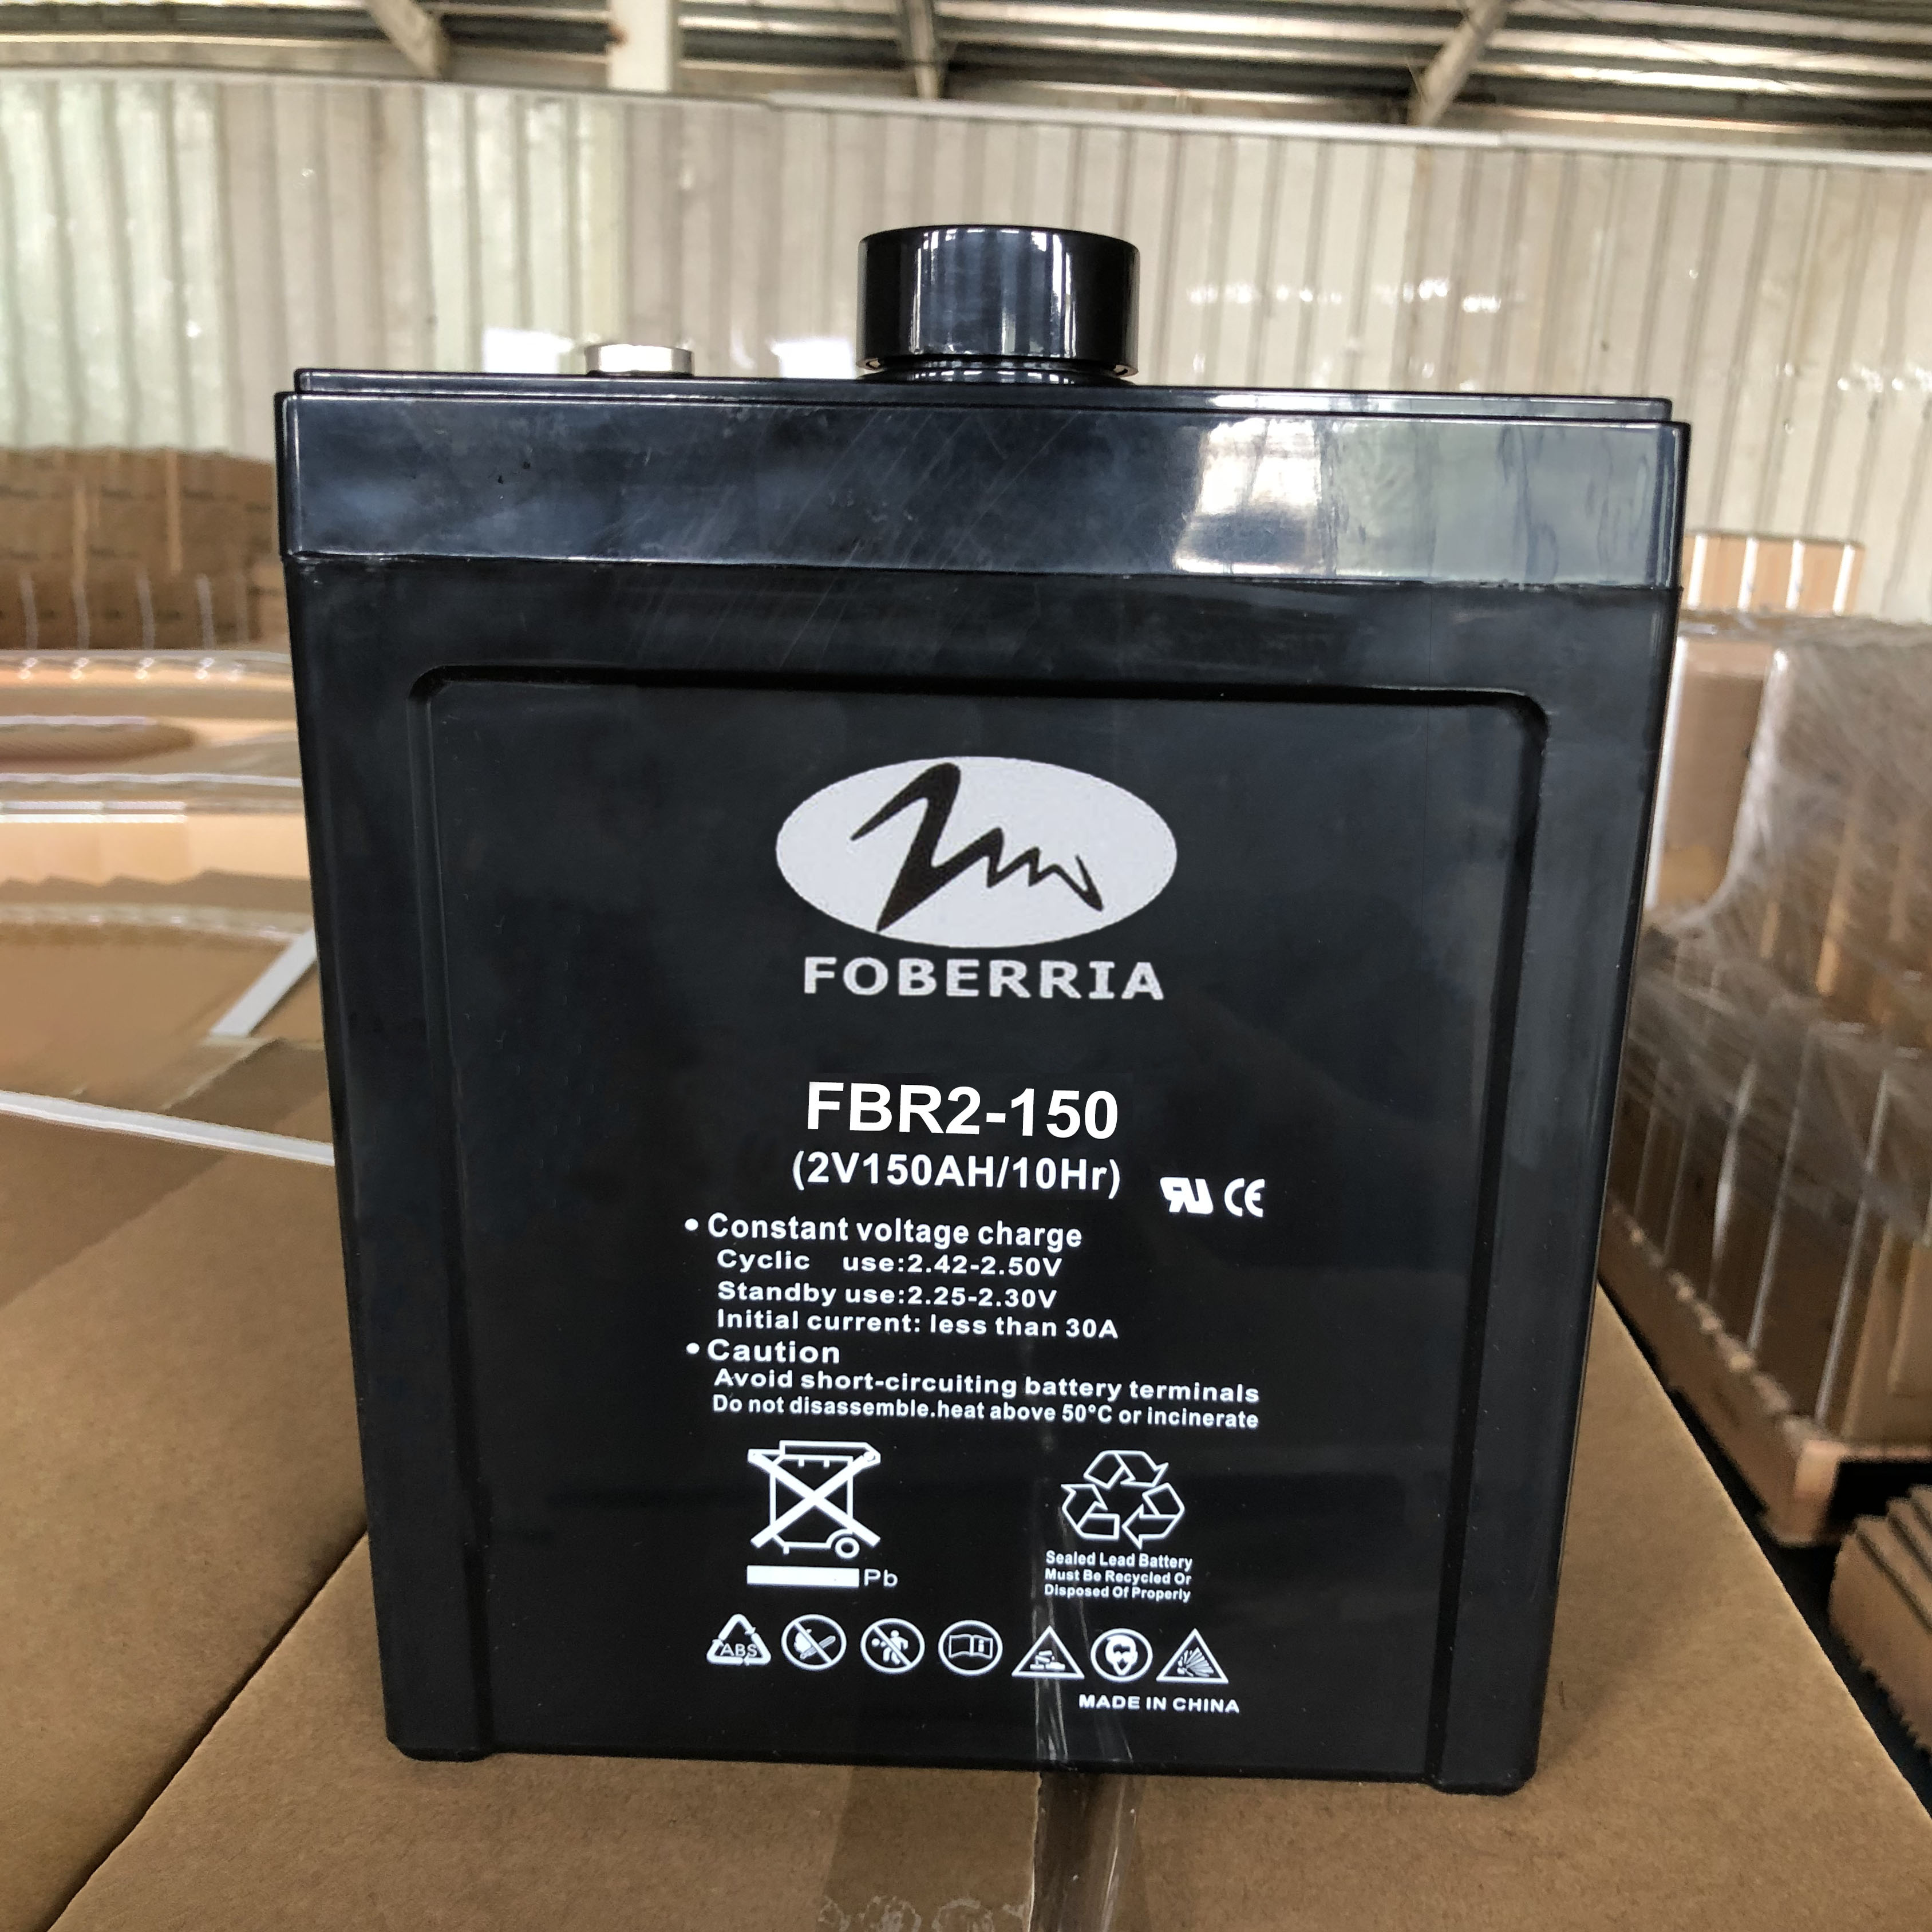 FOBERRIA
FBR2-150
(2V150AH/10Hr)
RU CE
• Constant voltage charge
Cyclic use:2.42-2.50V
Standby use:2.25-2.30V
Initial current: less than 30A
• Caution
Avoid short-circuiting battery terminals
Do not disassemble.heat above 50°C or incinerate
Pb
Sealed Lead Battery
Must Be Recycled Or
Disposed Of Properly
ABS
MADE IN CHINA